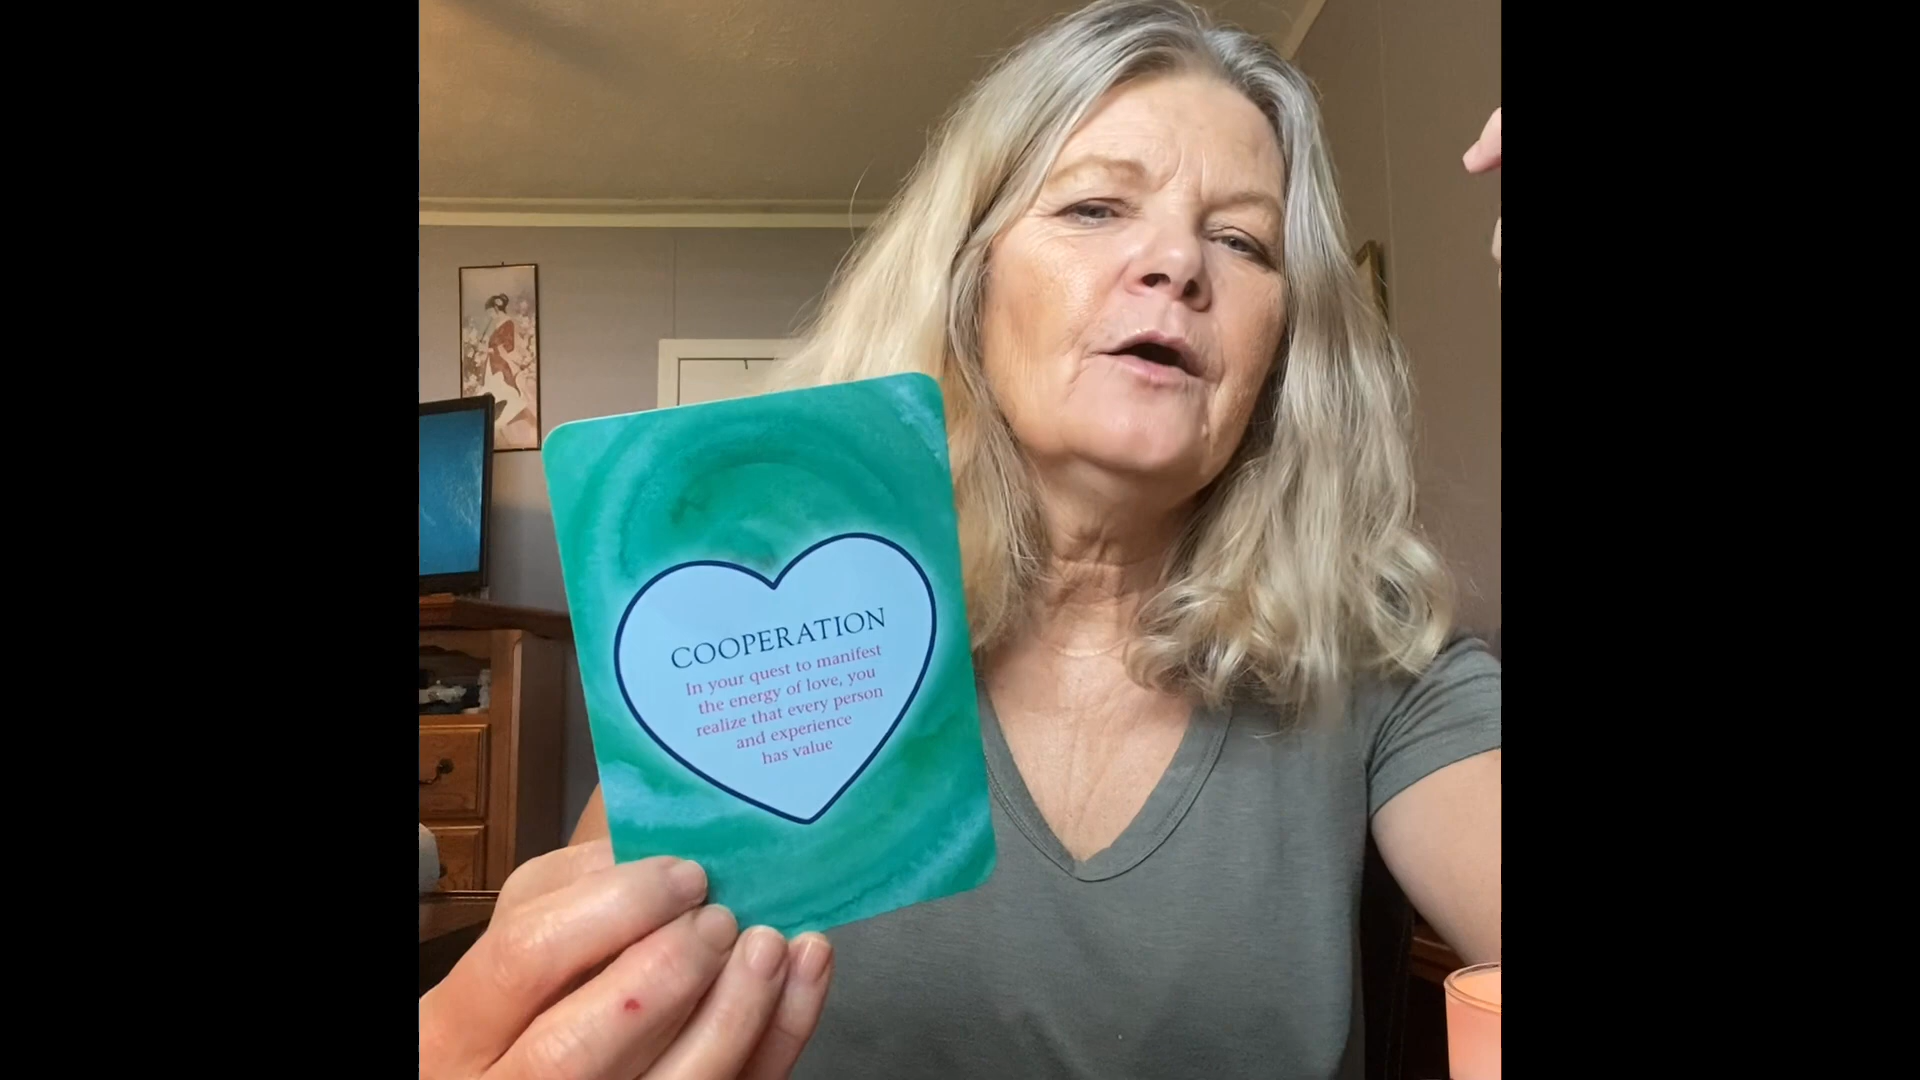 COOPERATION
In your quest to manifest
the energy of love, you
realize that every person
and experience
has value